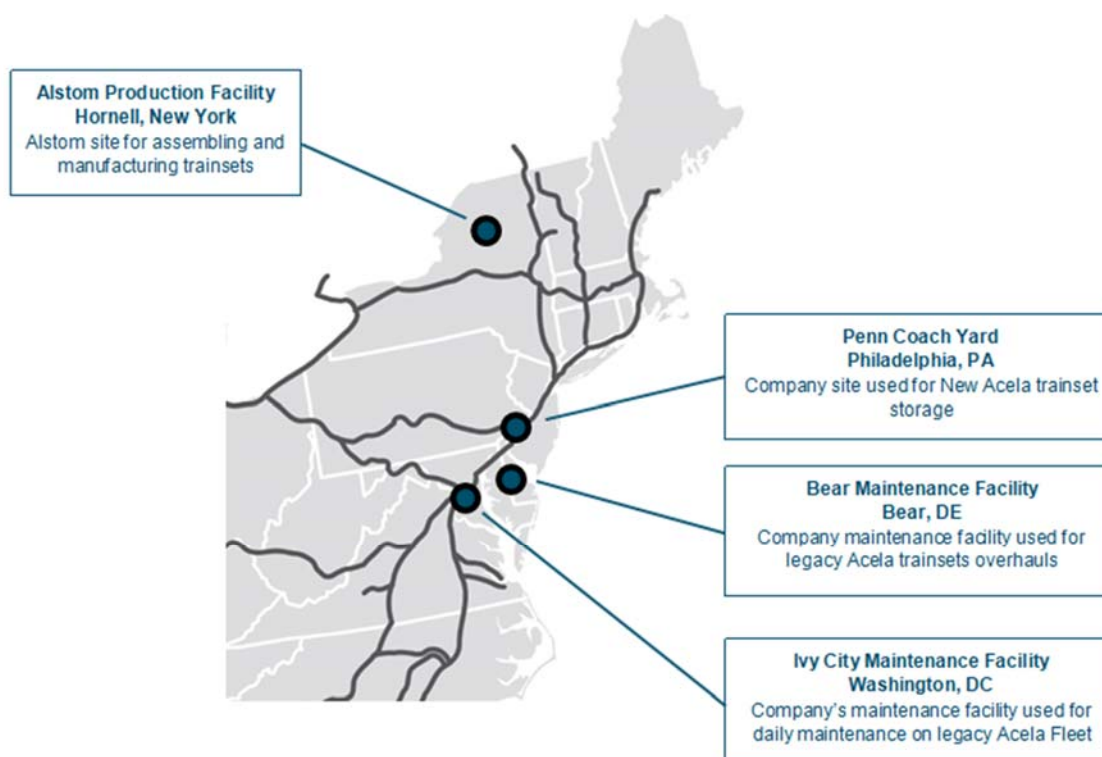 Alstom Production Facility
Hornell, New York
Alstom site for assembling and
manufacturing trainsets
Penn Coach Yard
Philadelphia, PA
Company site used for New Acela trainset
storage
Bear Maintenance Facility
Bear, DE
Company maintenance facility used for
legacy Acela trainsets overhauls
Ivy City Maintenance Facility
Washington, DC
Company's maintenance facility used for
daily maintenance on legacy Acela Fleet